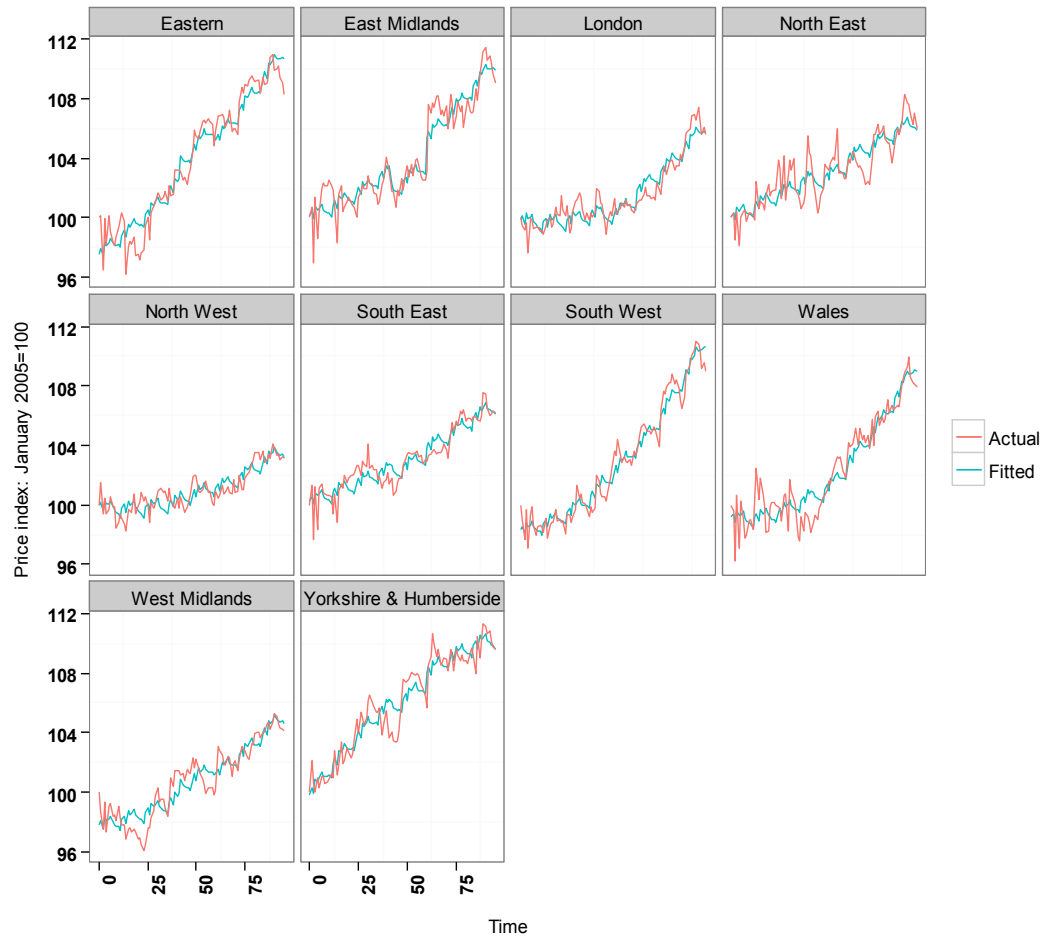 Eastern
East Midlands
London
North East
112
108
104
100
96
North West
South East
South West
Wales
112
108
104
100
96
West Midlands
Yorkshire & Humberside
112
108
104
100
96
0
25
50
75
0
25
50
75
Time
Price index: January 2005=100
Actual
Fitted